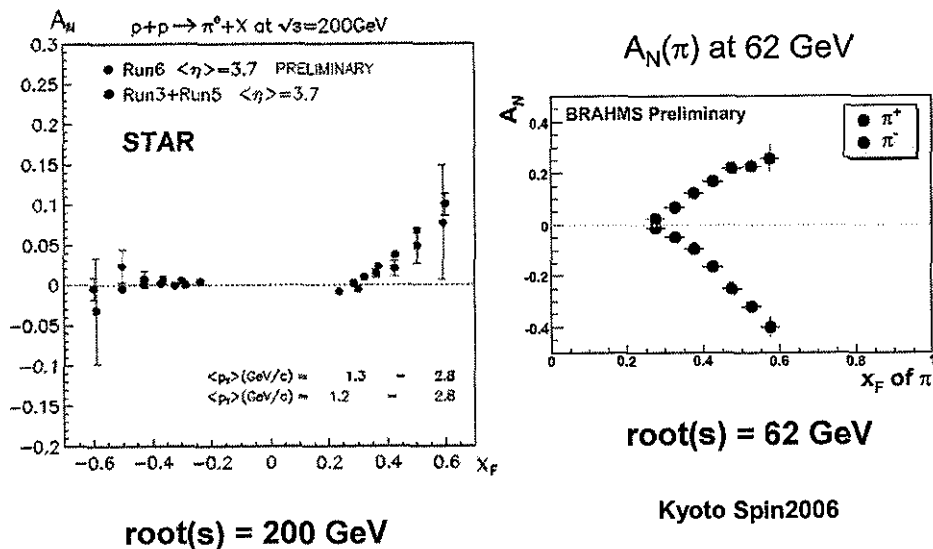 A_N
p+p → π⁰+X at √s=200GeV
0.3
0.25
0.2
0.15
0.1
0.05
0
−0.05
−0.1
−0.15
−0.2
● Run6 <η>=3.7 PRELIMINARY
● Run3+Run5 <η>=3.7
STAR
<p_T>(GeV/c) = 1.3 - 2.8
<p_T>(GeV/c) = 1.2 - 2.8
−0.6 −0.4 −0.2 0 0.2 0.4 0.6 x_F
root(s) = 200 GeV
A_N(π) at 62 GeV
A_N
0.4
0.2
0
-0.2
-0.4
BRAHMS Preliminary
π⁺
π⁻
0 0.2 0.4 0.6 0.8 1
x_F of π
root(s) = 62 GeV
Kyoto Spin2006